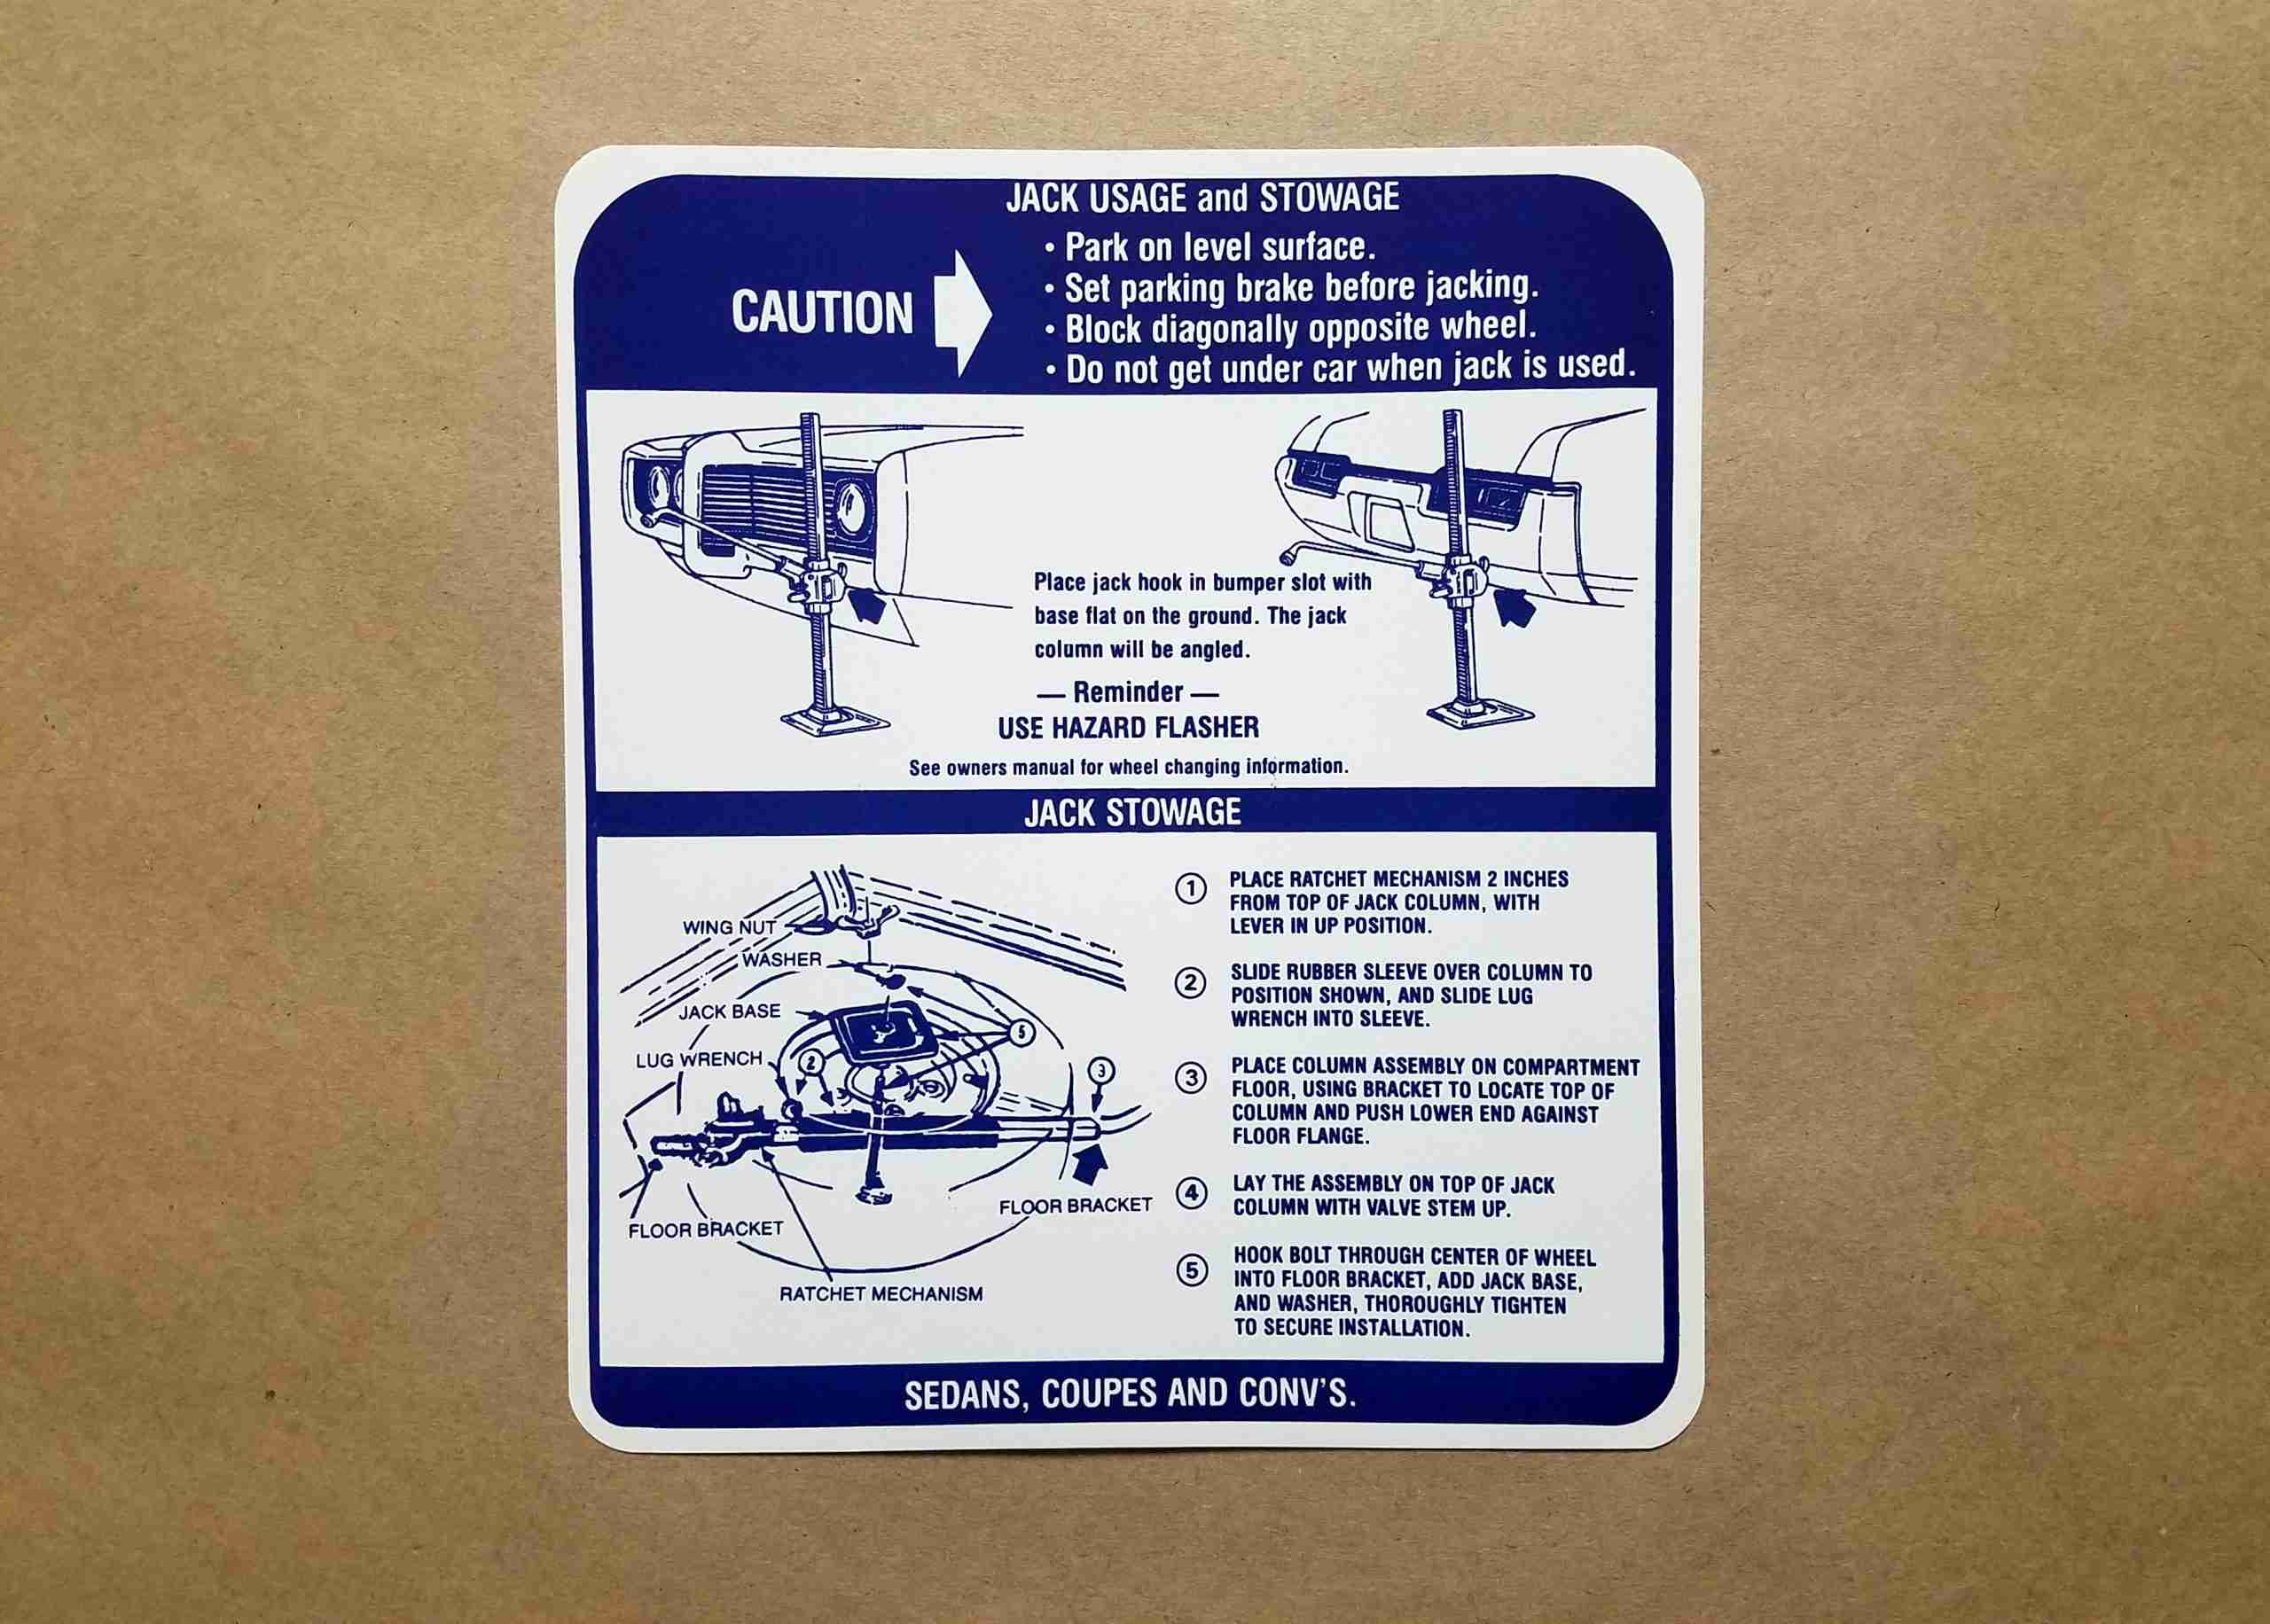 JACK USAGE and STOWAGE
CAUTION
• Park on level surface.
• Set parking brake before jacking.
• Block diagonally opposite wheel.
• Do not get under car when jack is used.
Place jack hook in bumper slot with
base flat on the ground. The jack
column will be angled.
— Reminder —
USE HAZARD FLASHER
See owners manual for wheel changing information.
JACK STOWAGE
WING NUT
WASHER
JACK BASE
5
LUG WRENCH
2
3
FLOOR BRACKET
FLOOR BRACKET
RATCHET MECHANISM
1 PLACE RATCHET MECHANISM 2 INCHES
FROM TOP OF JACK COLUMN, WITH
LEVER IN UP POSITION.
2 SLIDE RUBBER SLEEVE OVER COLUMN TO
POSITION SHOWN, AND SLIDE LUG
WRENCH INTO SLEEVE.
3 PLACE COLUMN ASSEMBLY ON COMPARTMENT
FLOOR, USING BRACKET TO LOCATE TOP OF
COLUMN AND PUSH LOWER END AGAINST
FLOOR FLANGE.
4 LAY THE ASSEMBLY ON TOP OF JACK
COLUMN WITH VALVE STEM UP.
5 HOOK BOLT THROUGH CENTER OF WHEEL
INTO FLOOR BRACKET, ADD JACK BASE,
AND WASHER, THOROUGHLY TIGHTEN
TO SECURE INSTALLATION.
SEDANS, COUPES AND CONV'S.